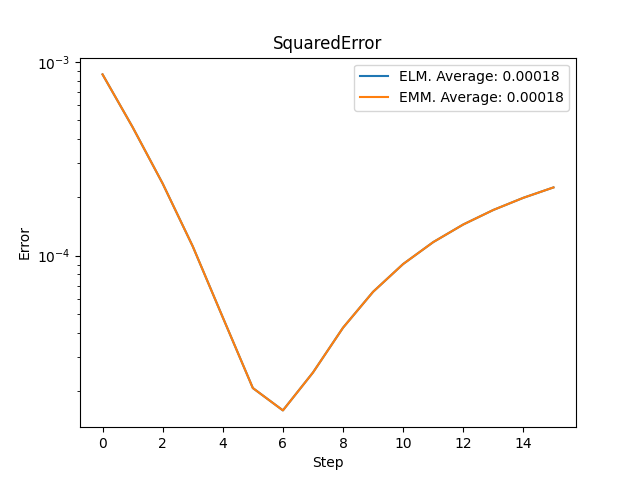 SquaredError
ELM. Average: 0.00018
EMM. Average: 0.00018
Error
10⁻³
10⁻⁴
0 2 4 6 8 10 12 14
Step